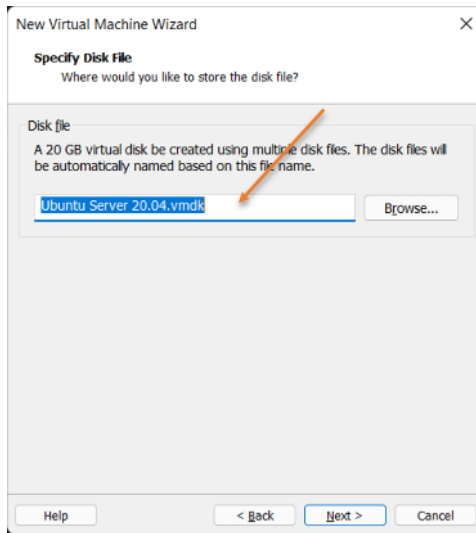 New Virtual Machine Wizard
Specify Disk File
Where would you like to store the disk file?
Disk file
A 20 GB virtual disk be created using multiple disk files. The disk files will
be automatically named based on this file name.
Ubuntu Server 20.04.vmdk
Browse...
Help
< Back
Next >
Cancel